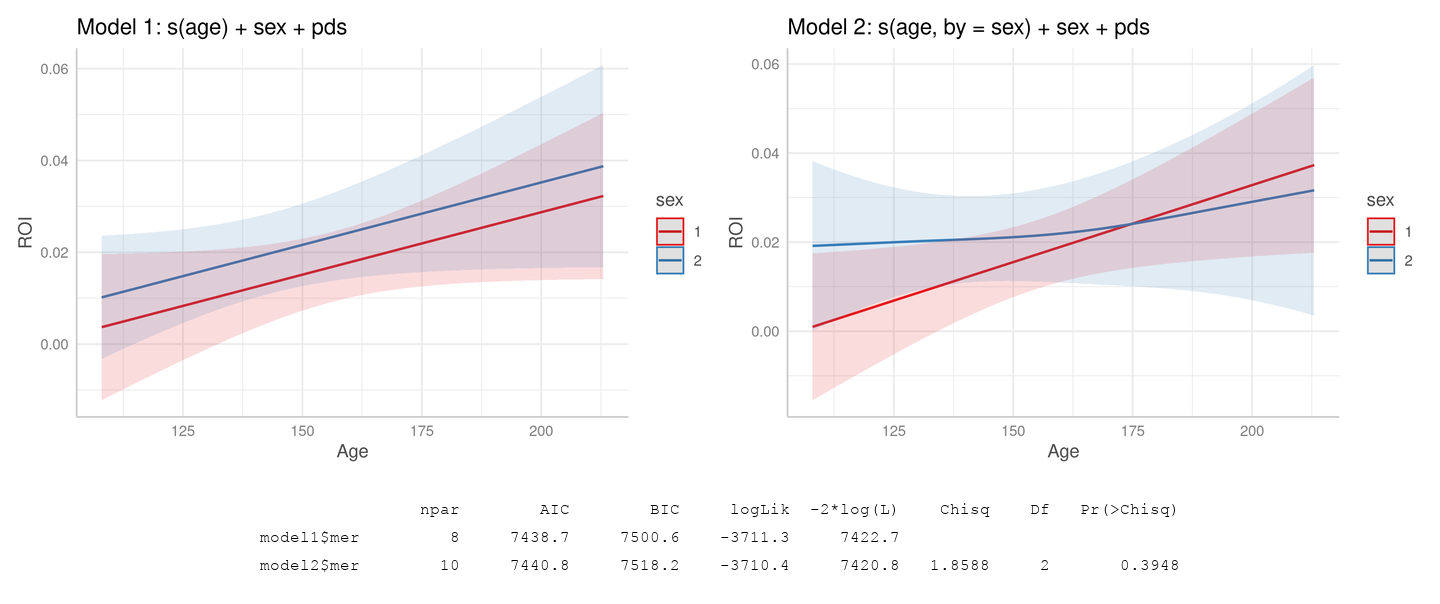 Model 1: s(age) + sex + pds
0.06
0.04
0.02
0.00
ROI
125 150 175 200
Age
sex
1
2
Model 2: s(age, by = sex) + sex + pds
0.06
0.04
0.02
0.00
ROI
125 150 175 200
Age
sex
1
2
npar AIC BIC logLik -2*log(L) Chisq Df Pr(>Chisq)
model1$mer 8 7438.7 7500.6 -3711.3 7422.7
model2$mer 10 7440.8 7518.2 -3710.4 7420.8 1.8588 2 0.3948